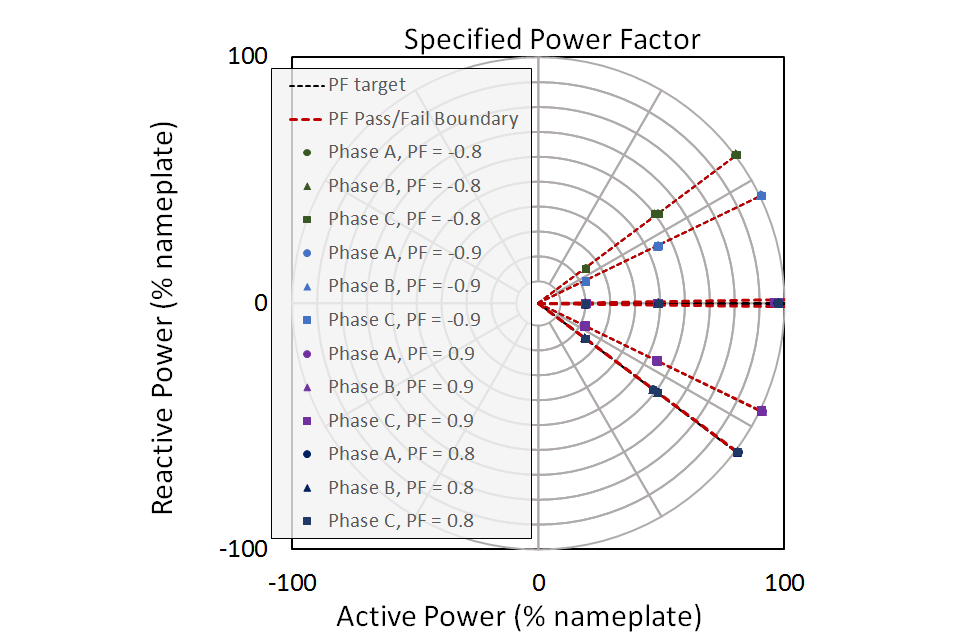 Specified Power Factor
100
PF target
PF Pass/Fail Boundary
Phase A, PF = -0.8
Phase B, PF = -0.8
Phase C, PF = -0.8
Phase A, PF = -0.9
Phase B, PF = -0.9
Phase C, PF = -0.9
Phase A, PF = 0.9
Phase B, PF = 0.9
Phase C, PF = 0.9
Phase A, PF = 0.8
Phase B, PF = 0.8
Phase C, PF = 0.8
Reactive Power (% nameplate)
0
-100
-100
0
100
Active Power (% nameplate)